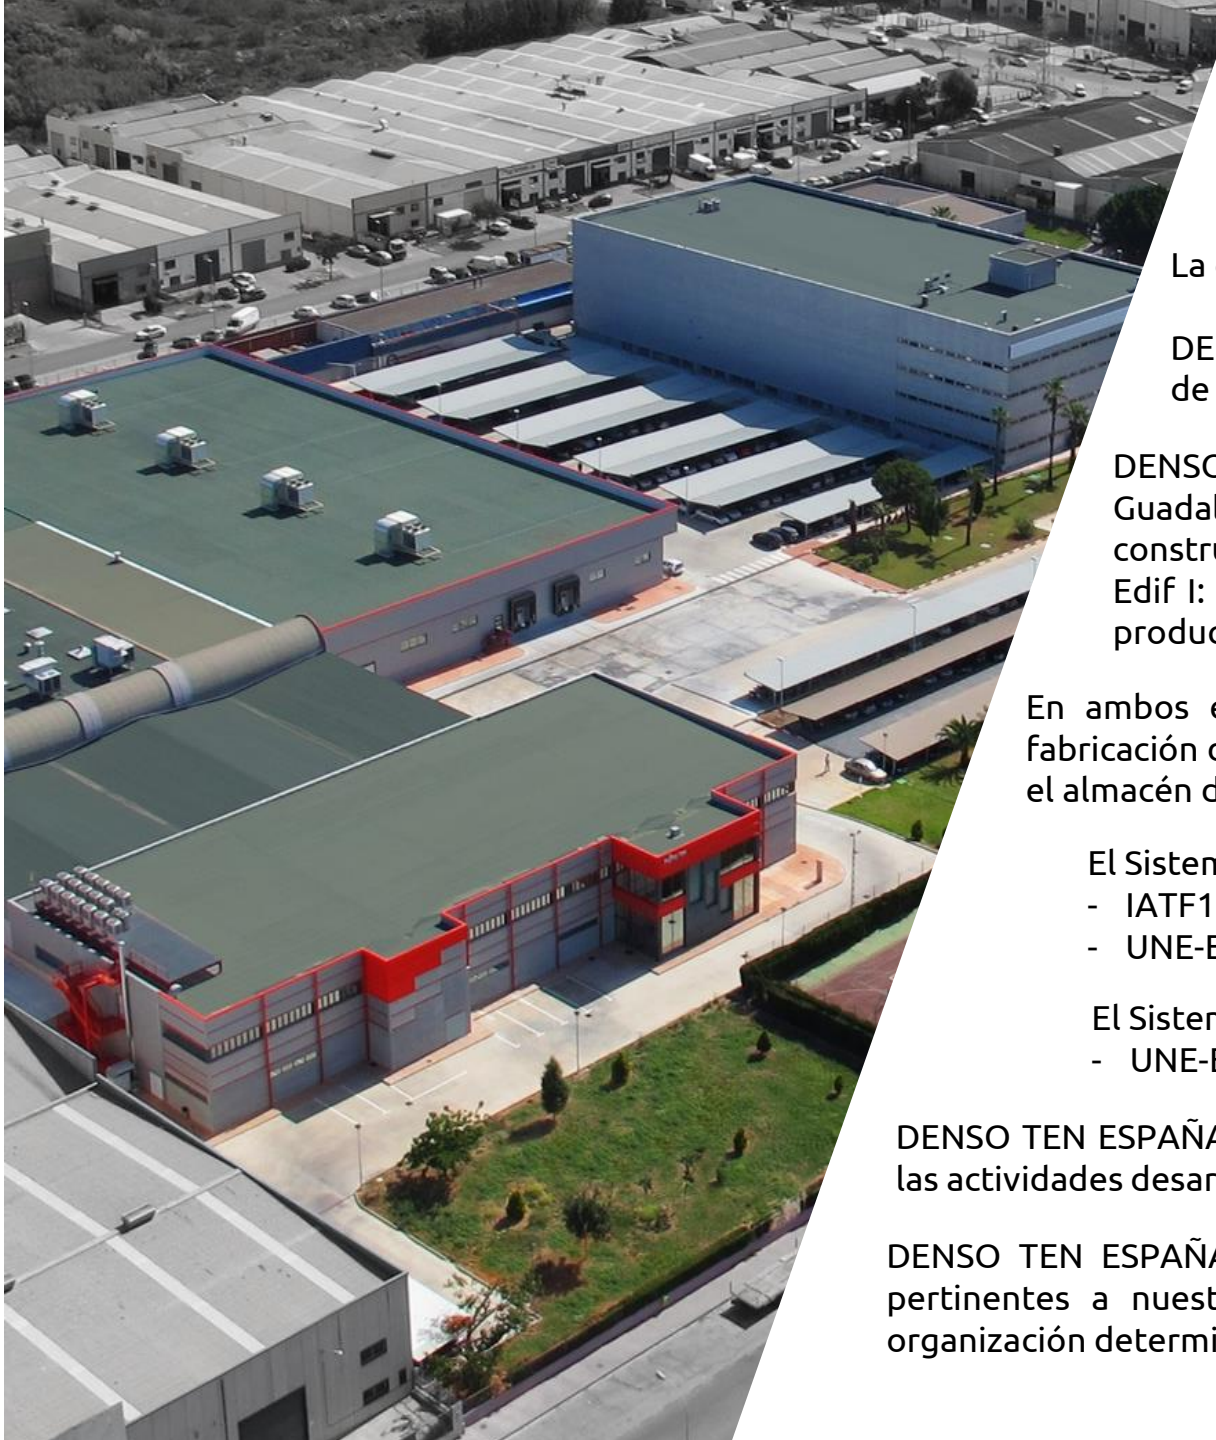 La
DE
de
DENSO
Guadal
constru
Edif I:
produc
En ambos e
fabricación
el almacén d
El Sistem
- IATF1
- UNE-E
El Sistem
- UNE-E
DENSO TEN ESPAÑA
las actividades desar
DENSO TEN ESPAÑA
pertinentes a nuest
organización determi